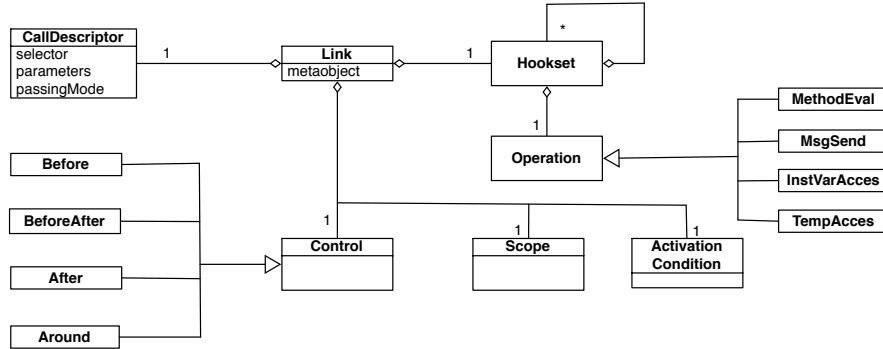 CallDescriptor
selector
parameters
passingMode
1
Link
metaobject
1
Hookset
*
1
Operation
MethodEval
MsgSend
InstVarAcces
TempAcces
Before
BeforeAfter
After
Around
1
Control
1
Scope
1
Activation
Condition